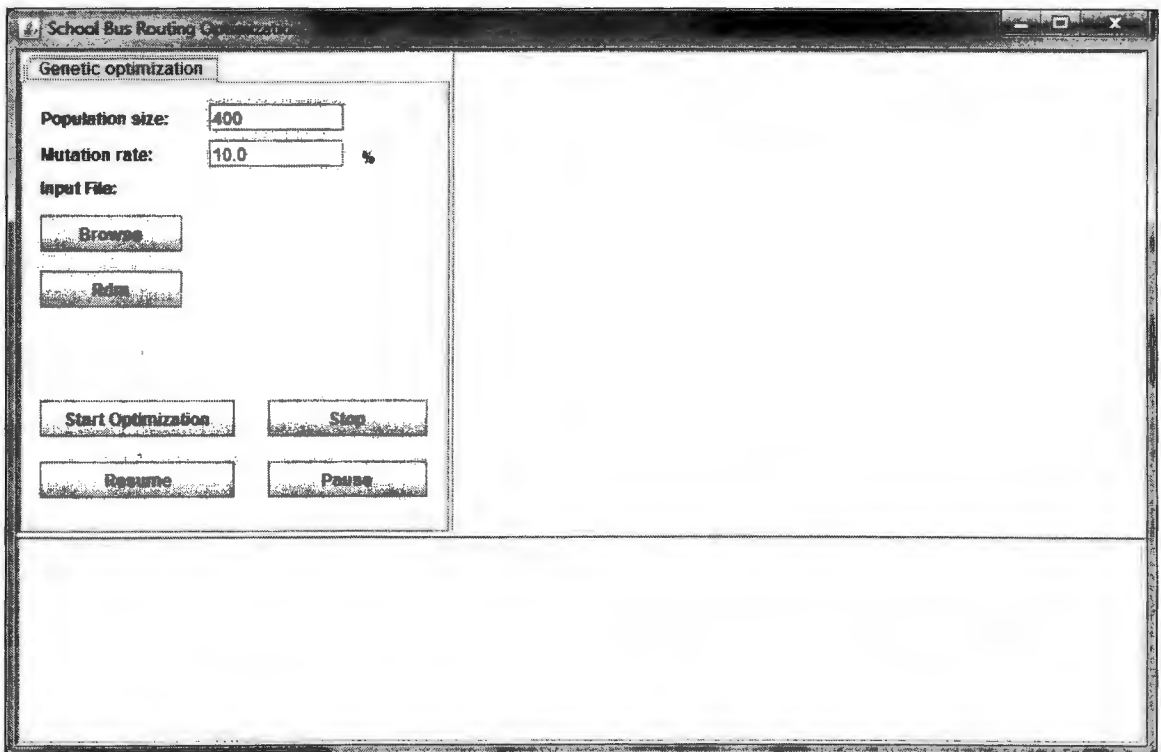 School Bus Routing Optimization
Genetic optimization
Population size: 400
Mutation rate: 10.0 %
Input File:
Browse
Start Optimization Stop
Resume Pause